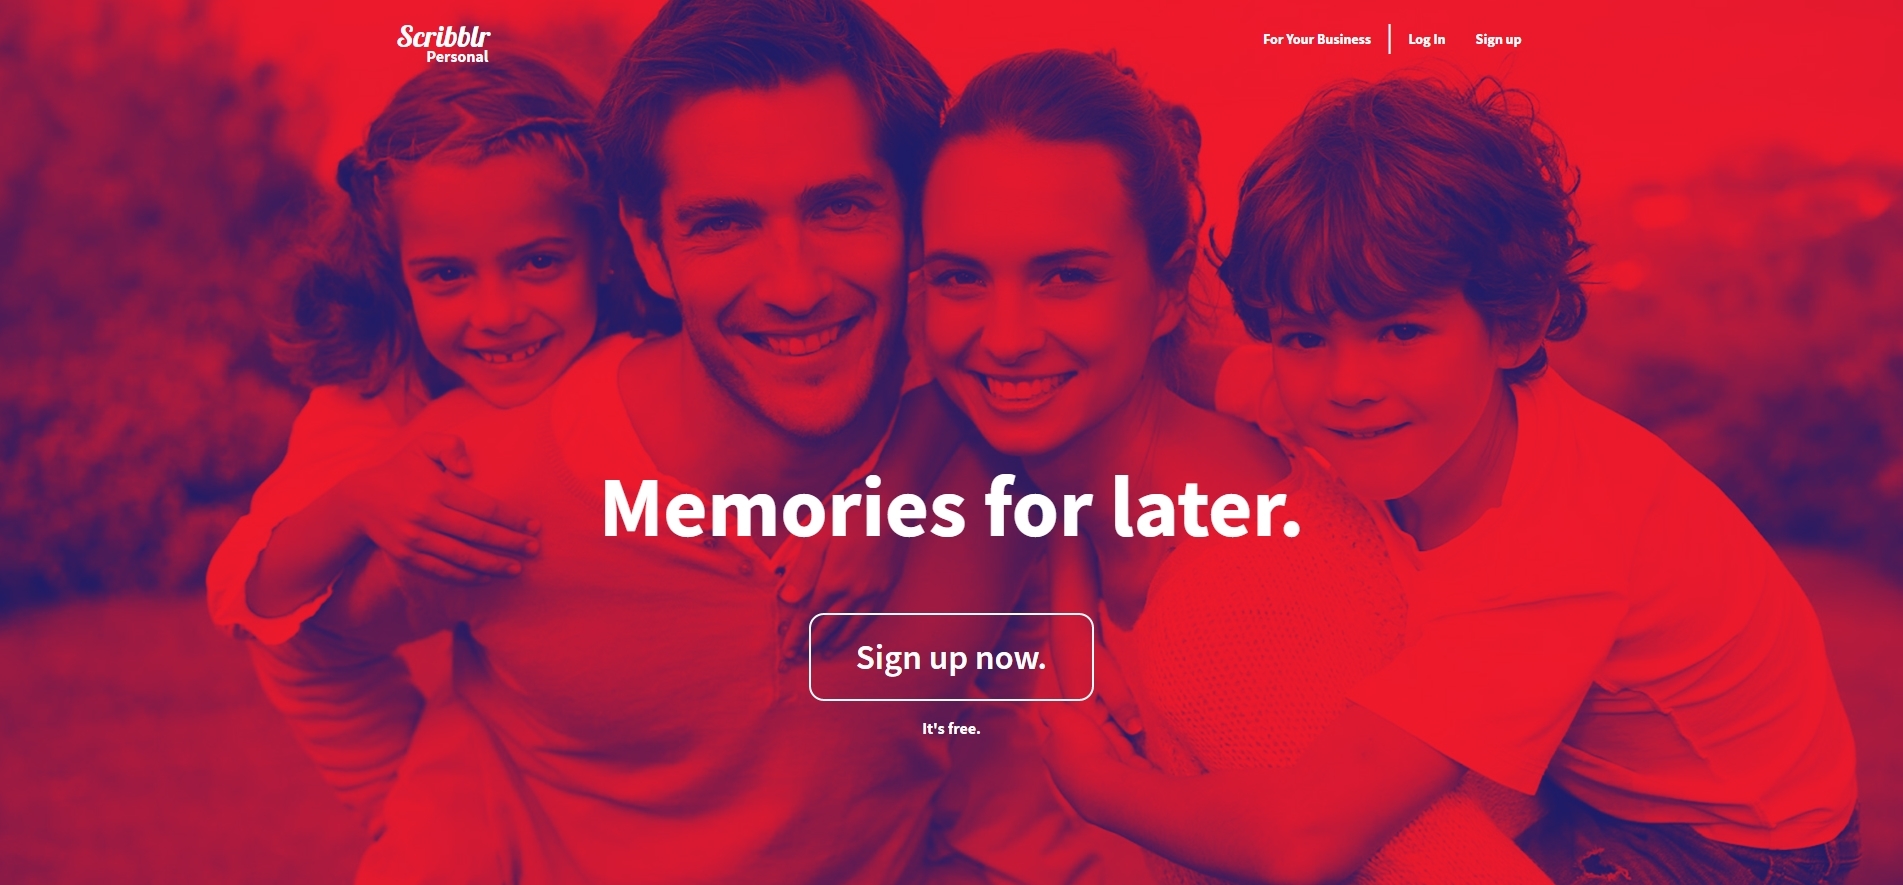 Scribblr
Personal
For Your Business
Log In
Sign up
Memories for later.
Sign up now.
It's free.